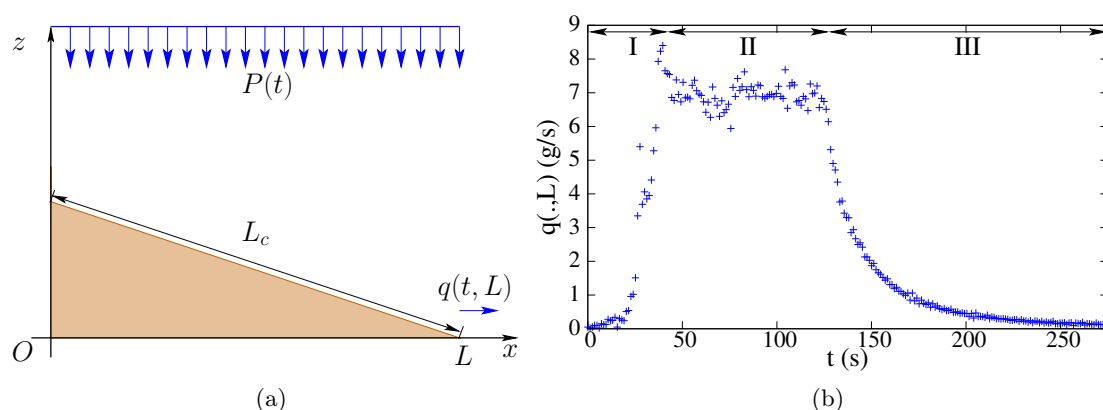 z
P(t)
L_c
q(t, L)
O
L
x
(a)
9
8
7
6
5
4
3
2
1
0
q(.,L) (g/s)
I
II
III
0
50
100
150
200
250
t (s)
(b)